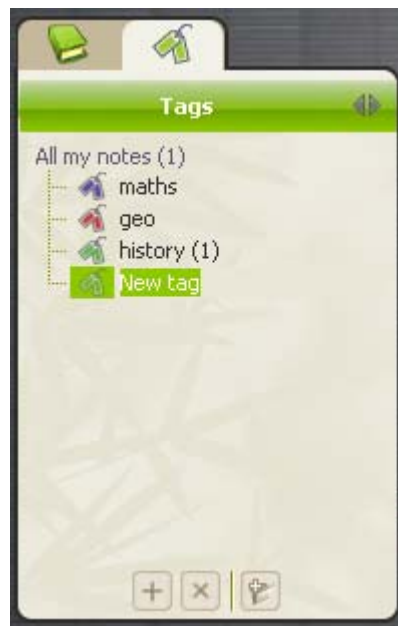 Tags
All my notes (1)
maths
geo
history (1)
New tag